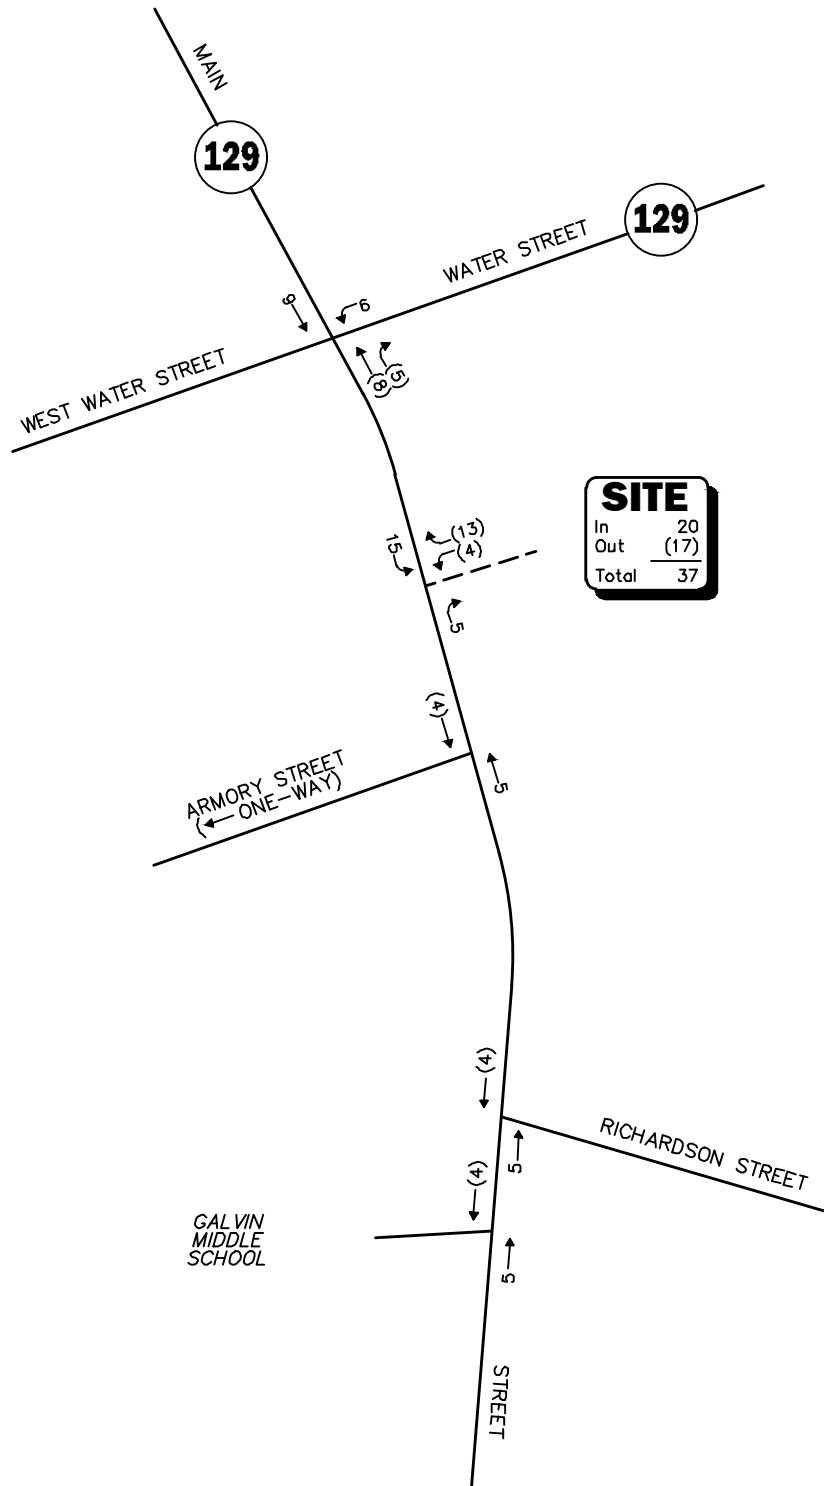 MAIN
129
129
WATER STREET
9
6
WEST WATER STREET
(8)
(5)
SITE
In 20
Out (17)
Total 37
15
(13)
(4)
5
(4)
ARMORY STREET
(← ONE-WAY)
5
(4)
RICHARDSON STREET
5
(4)
GALVIN
MIDDLE
SCHOOL
5
STREET